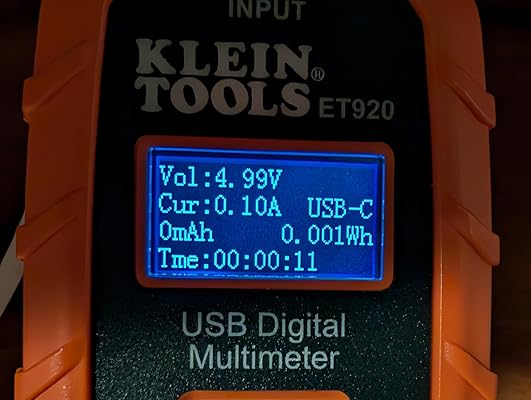 INPUT
KLEIN
TOOLS® ET920
Vol:4.99V
Cur:0.10A USB-C
0mAh 0.001Wh
Tme:00:00:11
USB Digital
Multimeter